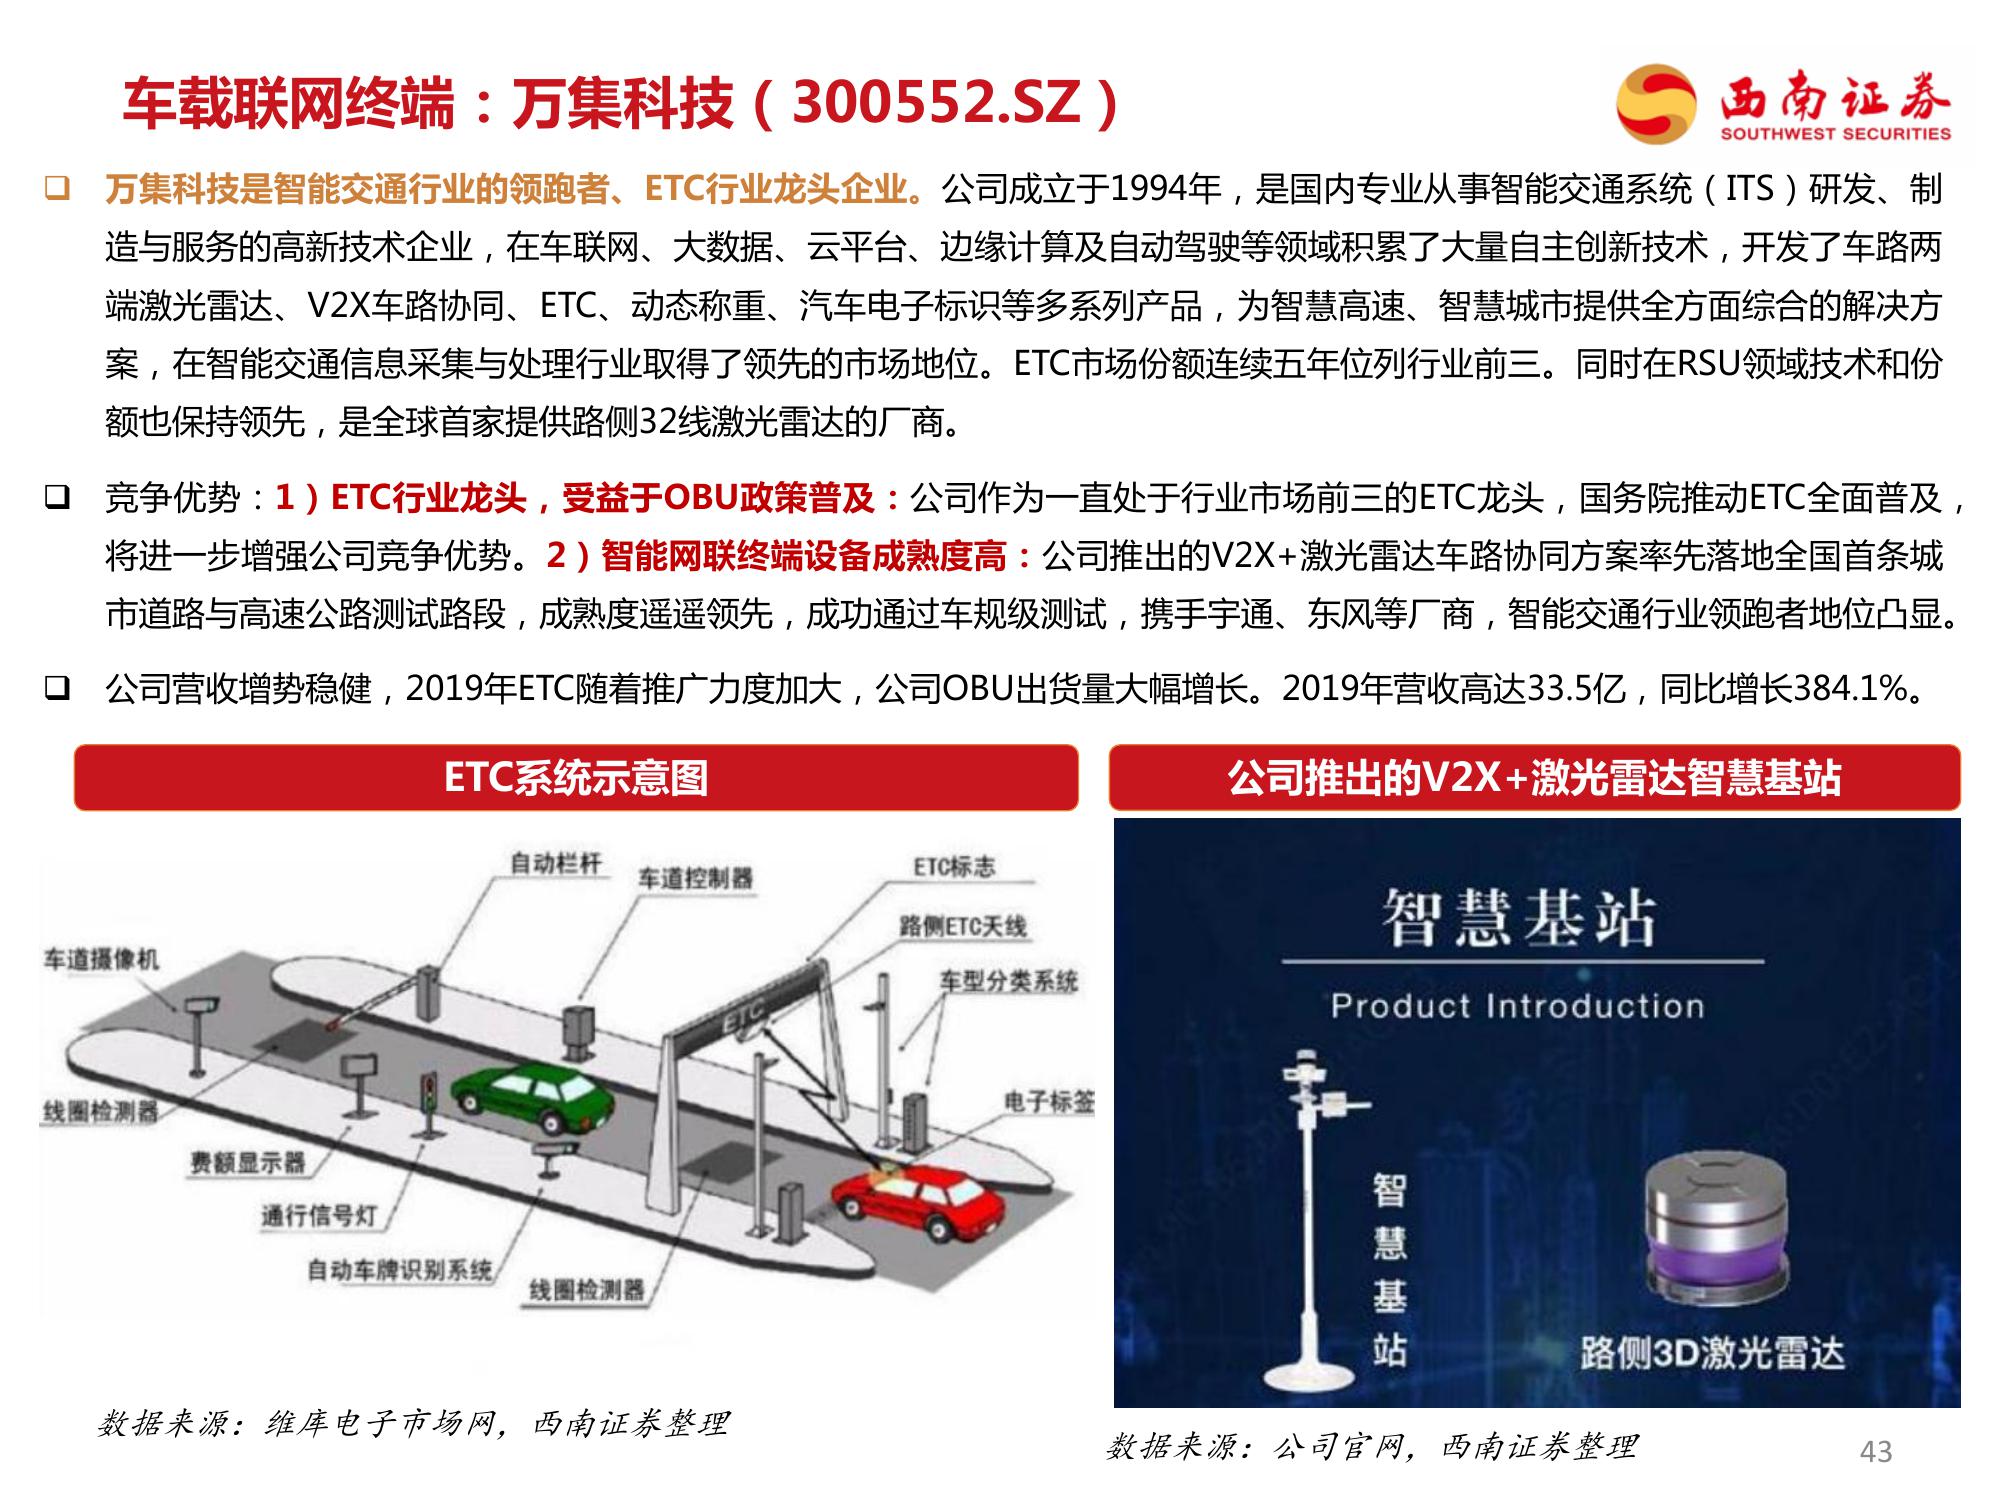 车载联网终端：万集科技（300552.SZ）
西南证券
SOUTHWEST SECURITIES
万集科技是智能交通行业的领跑者、ETC行业龙头企业。公司成立于1994年，是国内专业从事智能交通系统（ITS）研发、制
造与服务的高新技术企业，在车联网、大数据、云平台、边缘计算及自动驾驶等领域积累了大量自主创新技术，开发了车路两
端激光雷达、V2X车路协同、ETC、动态称重、汽车电子标识等多系列产品，为智慧高速、智慧城市提供全方面综合的解决方
案，在智能交通信息采集与处理行业取得了领先的市场地位。ETC市场份额连续五年位列行业前三。同时在RSU领域技术和份
额也保持领先，是全球首家提供路侧32线激光雷达的厂商。
竞争优势：1）ETC行业龙头，受益于OBU政策普及：公司作为一直处于行业市场前三的ETC龙头，国务院推动ETC全面普及，
将进一步增强公司竞争优势。2）智能网联终端设备成熟度高：公司推出的V2X+激光雷达车路协同方案率先落地全国首条城
市道路与高速公路测试路段，成熟度遥遥领先，成功通过车规级测试，携手宇通、东风等厂商，智能交通行业领跑者地位凸显。
公司营收增势稳健，2019年ETC随着推广力度加大，公司OBU出货量大幅增长。2019年营收高达33.5亿，同比增长384.1%。
ETC系统示意图
自动栏杆
车道控制器
ETC标志
路侧ETC天线
车道摄像机
车型分类系统
ETC
线圈检测器
电子标签
费额显示器
通行信号灯
自动车牌识别系统
线圈检测器
数据来源：维库电子市场网，西南证券整理
公司推出的V2X+激光雷达智慧基站
智慧基站
Product Introduction
智慧基站
路侧3D激光雷达
数据来源：公司官网，西南证券整理
43